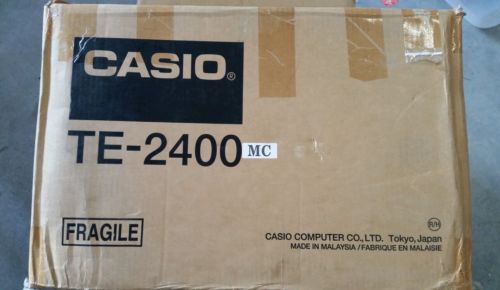 CASIO®
TE-2400 MC
FRAGILE
R/H
CASIO COMPUTER CO.,LTD. Tokyo,Japan
MADE IN MALAYSIA / FABRIQUE EN MALAISIE